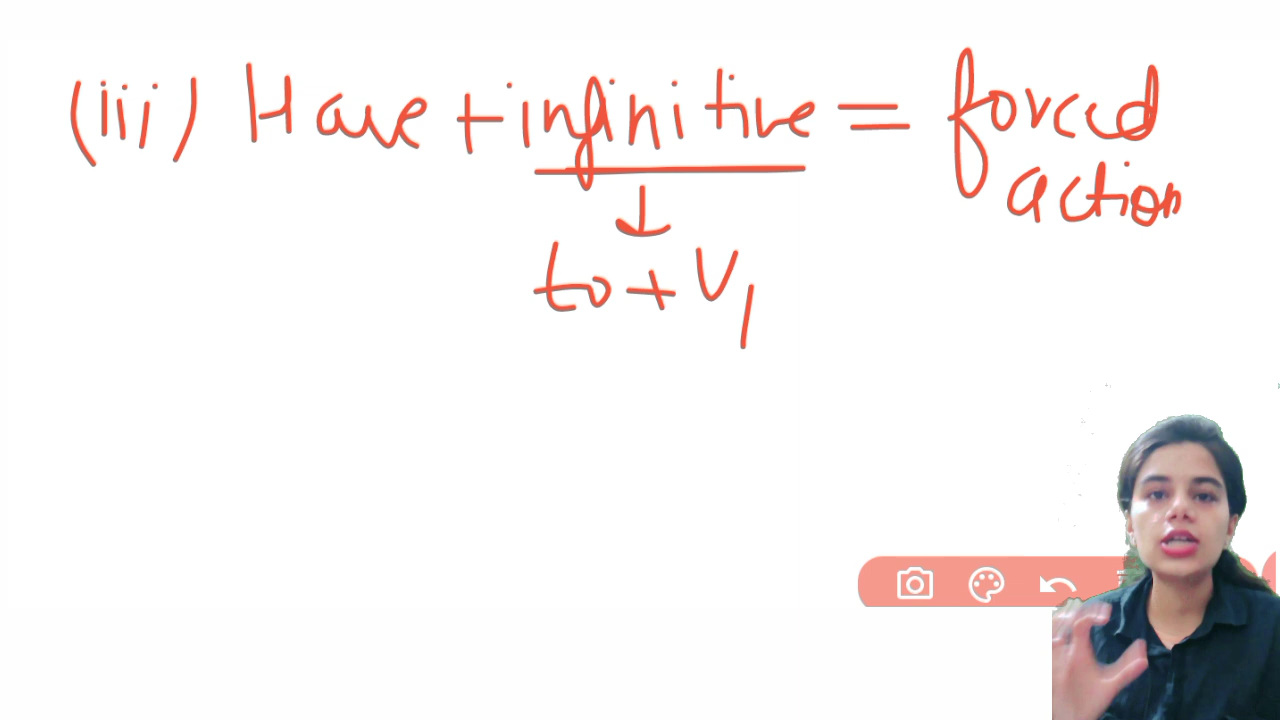 (iii) Have + infinitive = forced
action
↓
to + V1